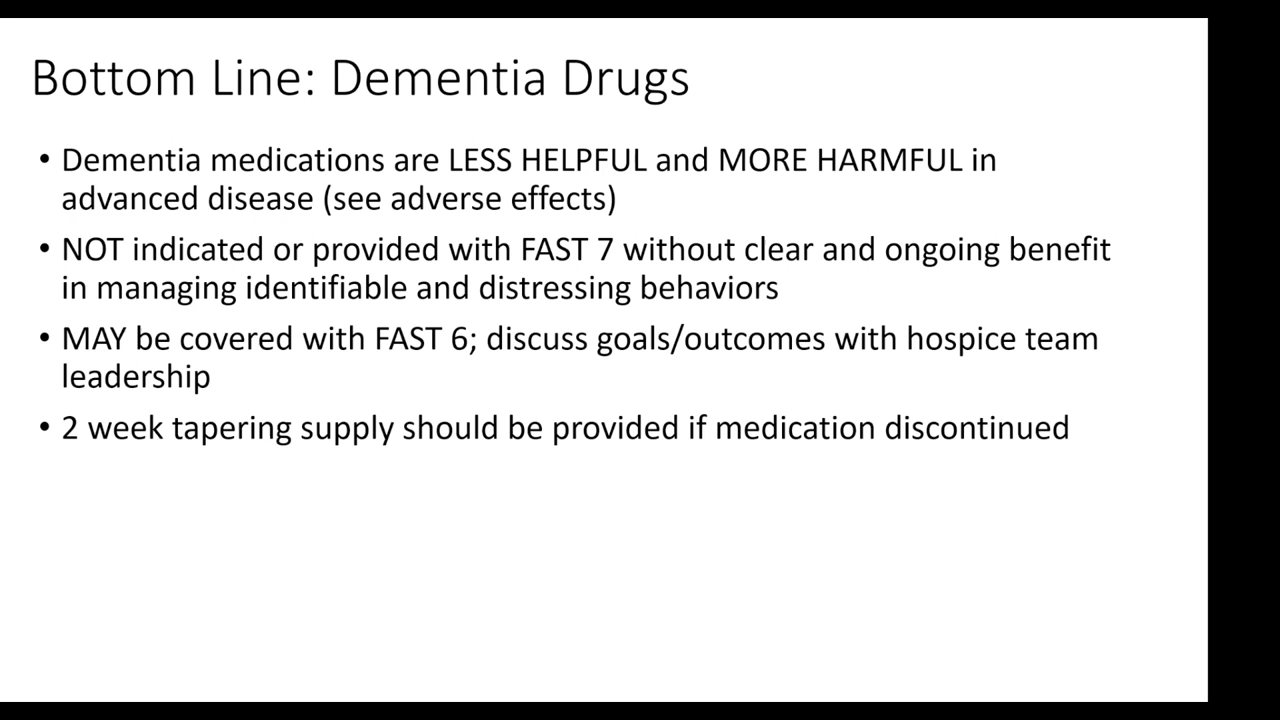 Bottom Line: Dementia Drugs
• Dementia medications are LESS HELPFUL and MORE HARMFUL in
advanced disease (see adverse effects)
• NOT indicated or provided with FAST 7 without clear and ongoing benefit
in managing identifiable and distressing behaviors
• MAY be covered with FAST 6; discuss goals/outcomes with hospice team
leadership
• 2 week tapering supply should be provided if medication discontinued